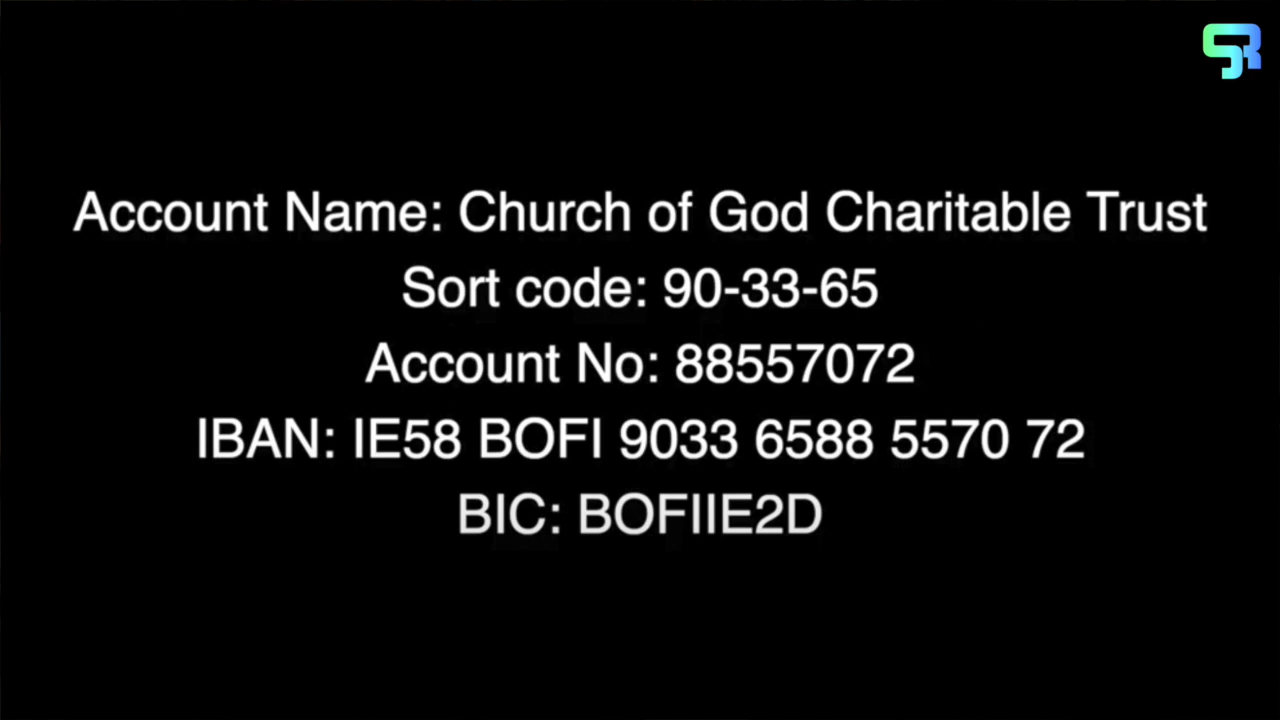 Account Name: Church of God Charitable Trust
Sort code: 90-33-65
Account No: 88557072
IBAN: IE58 BOFI 9033 6588 5570 72
BIC: BOFIIE2D